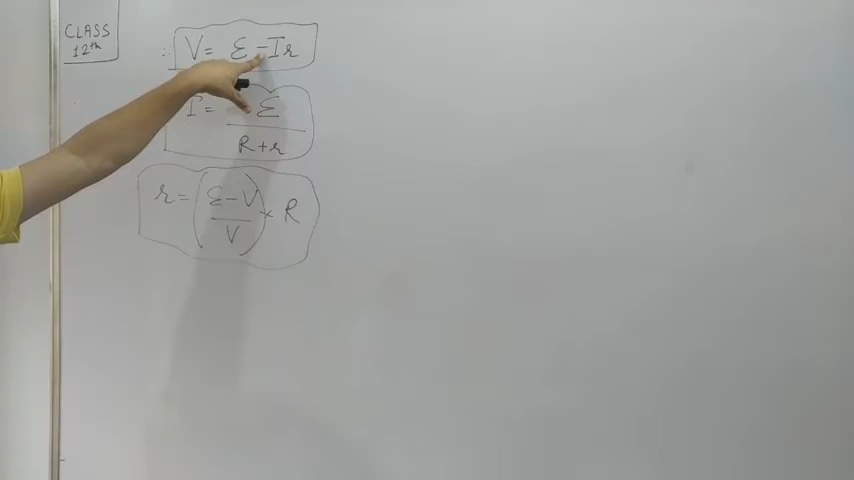 CLASS
12th
∴ V = ε - Ir
I = ε / (R + r)
r = ((ε - V) / V) × R